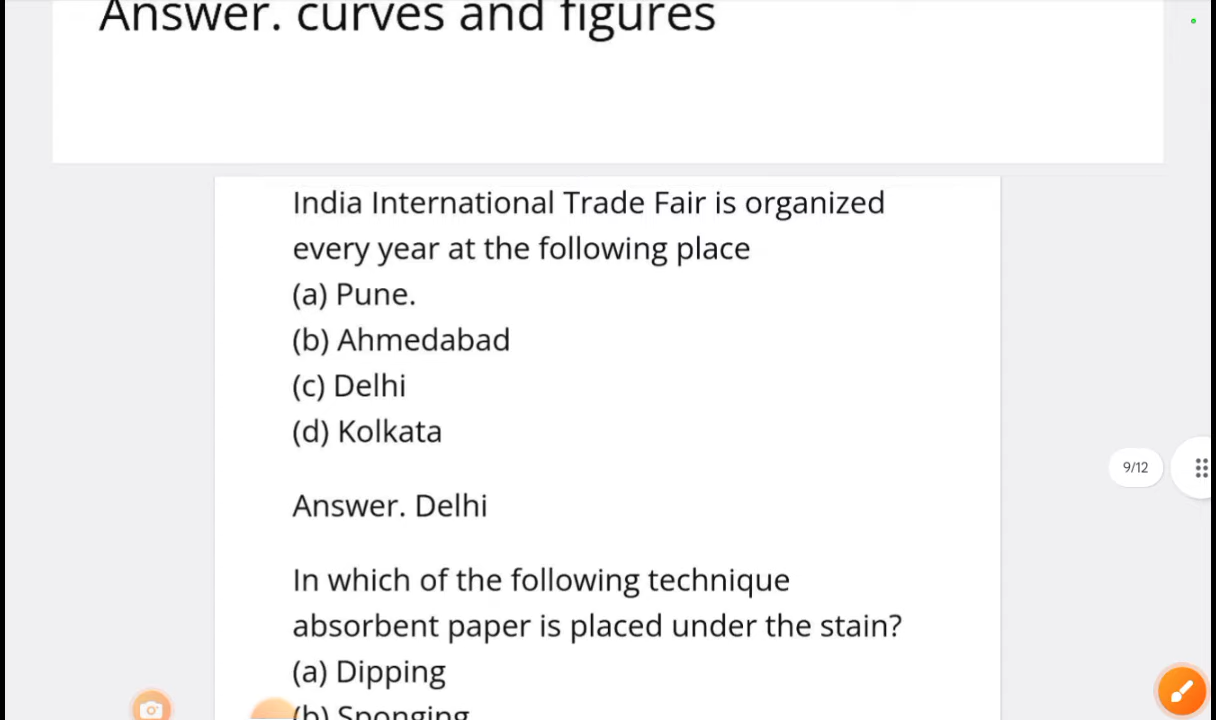 Answer. curves and figures
India International Trade Fair is organized
every year at the following place
(a) Pune.
(b) Ahmedabad
(c) Delhi
(d) Kolkata
9/12
Answer. Delhi
In which of the following technique
absorbent paper is placed under the stain?
(a) Dipping
(b) Sponging